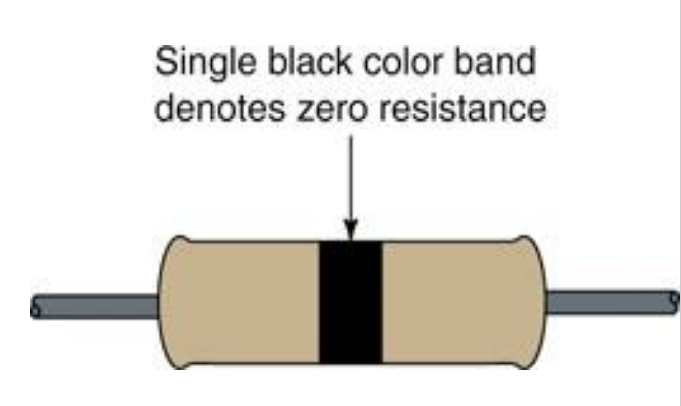 Single black color band
denotes zero resistance